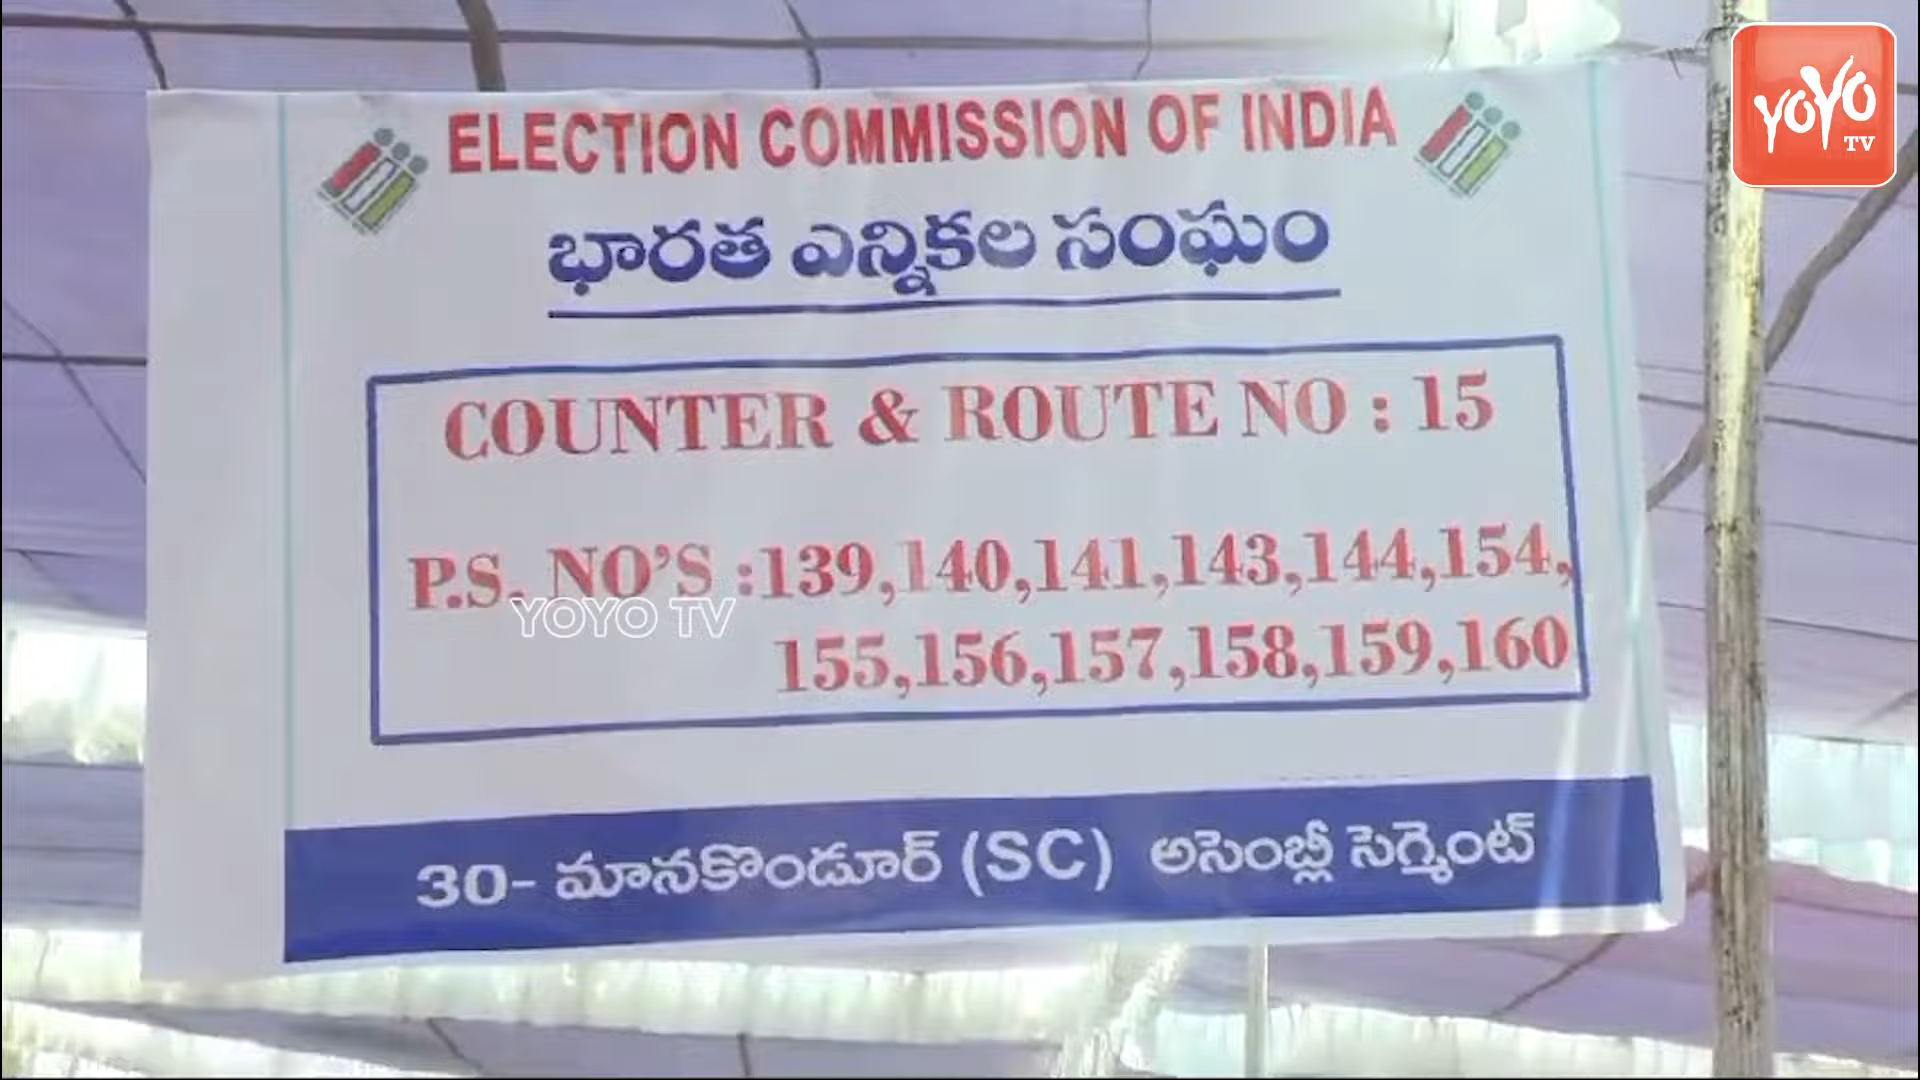 ELECTION COMMISSION OF INDIA
భారత ఎన్నికల సంఘం
COUNTER & ROUTE NO : 15
P.S. NO'S :139,140,141,143,144,154,
155,156,157,158,159,160
30- మానకొండూర్ (SC) అసెంబ్లీ సెగ్మెంట్
YOYO TV
YOYO TV